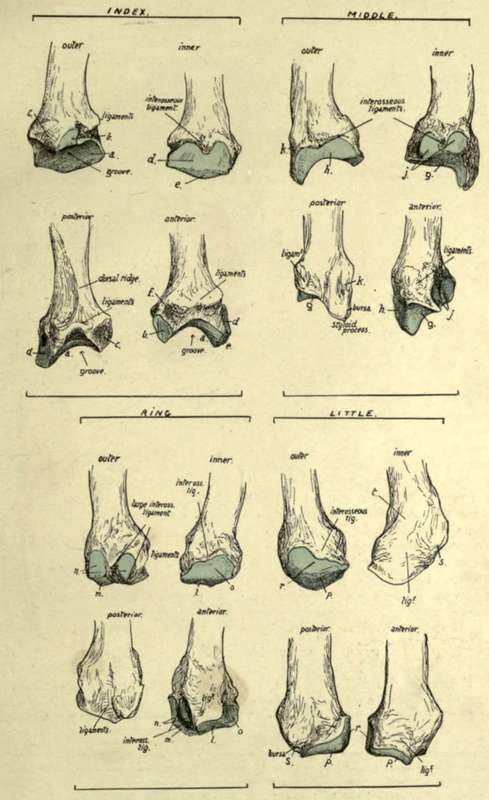 INDEX.
MIDDLE.
outer
inner
outer
inner
c.
ligaments
b.
a.
groove.
interosseous
ligament
d.
e.
interosseous
ligaments
k.
h.
j.
g.
posterior
anterior.
posterior
anterior.
dorsal ridge.
ligaments
d.
a.
c.
groove
f.
ligaments
b.
a.
d
groove.
e.
ligamt
g
k.
bursa
styloid
process.
ligaments.
h.
g.
j
RING
LITTLE.
outer
inner.
outer
inner
large inteross.
ligament
n.
ligaments
m.
inteross.
lig.
l.
o
interosseous
lig.
r.
p.
t.
s.
ligt.
posterior.
anterior.
posterior.
anterior.
ligaments.
ligt
n.
m.
inteross.
lig.
l.
o
bursa
s.
p.
r
p.
ligt.